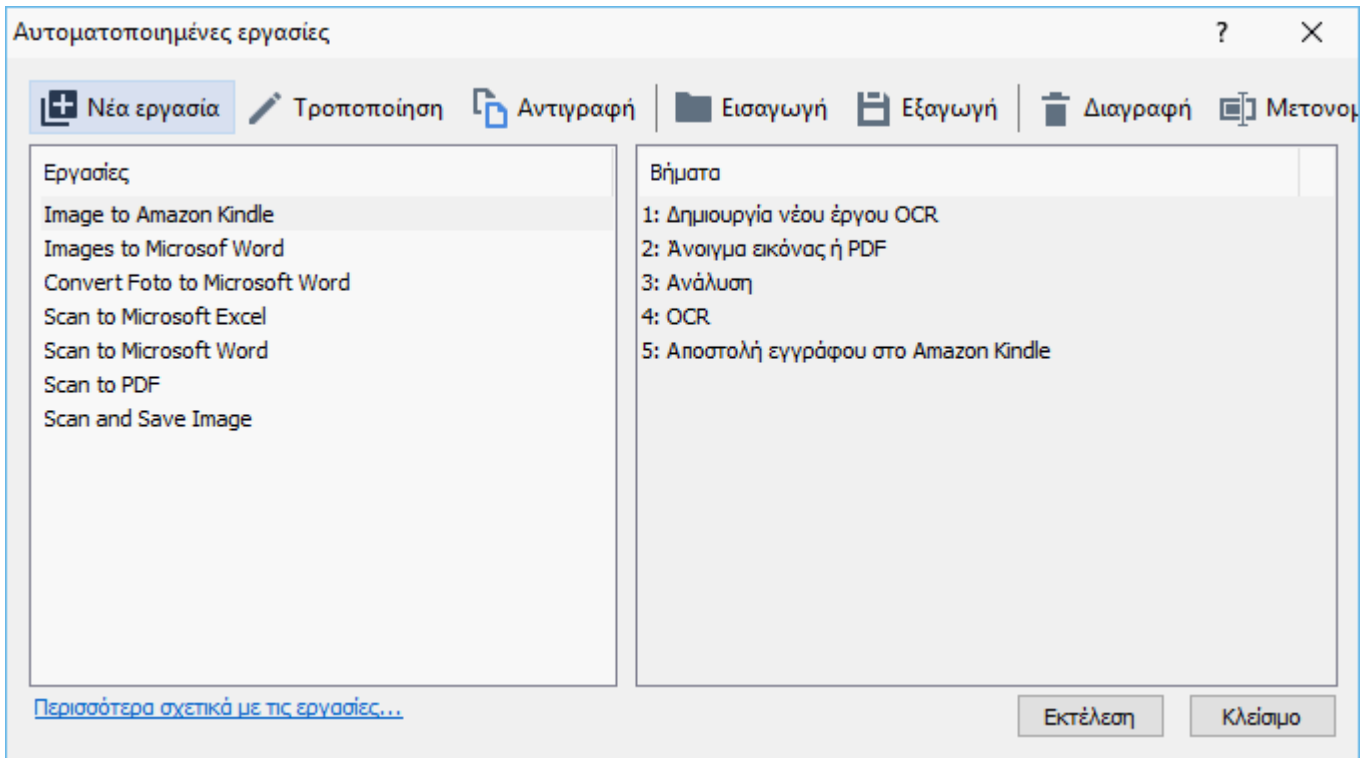 Αυτοματοποιημένες εργασίες ?
Νέα εργασία Τροποποίηση Αντιγραφή Εισαγωγή Εξαγωγή Διαγραφή Μετονομ
Εργασίες
Image to Amazon Kindle
Images to Microsof Word
Convert Foto to Microsoft Word
Scan to Microsoft Excel
Scan to Microsoft Word
Scan to PDF
Scan and Save Image
Βήματα
1: Δημιουργία νέου έργου OCR
2: Άνοιγμα εικόνας ή PDF
3: Ανάλυση
4: OCR
5: Αποστολή εγγράφου στο Amazon Kindle
Περισσότερα σχετικά με τις εργασίες...
Εκτέλεση Κλείσιμο